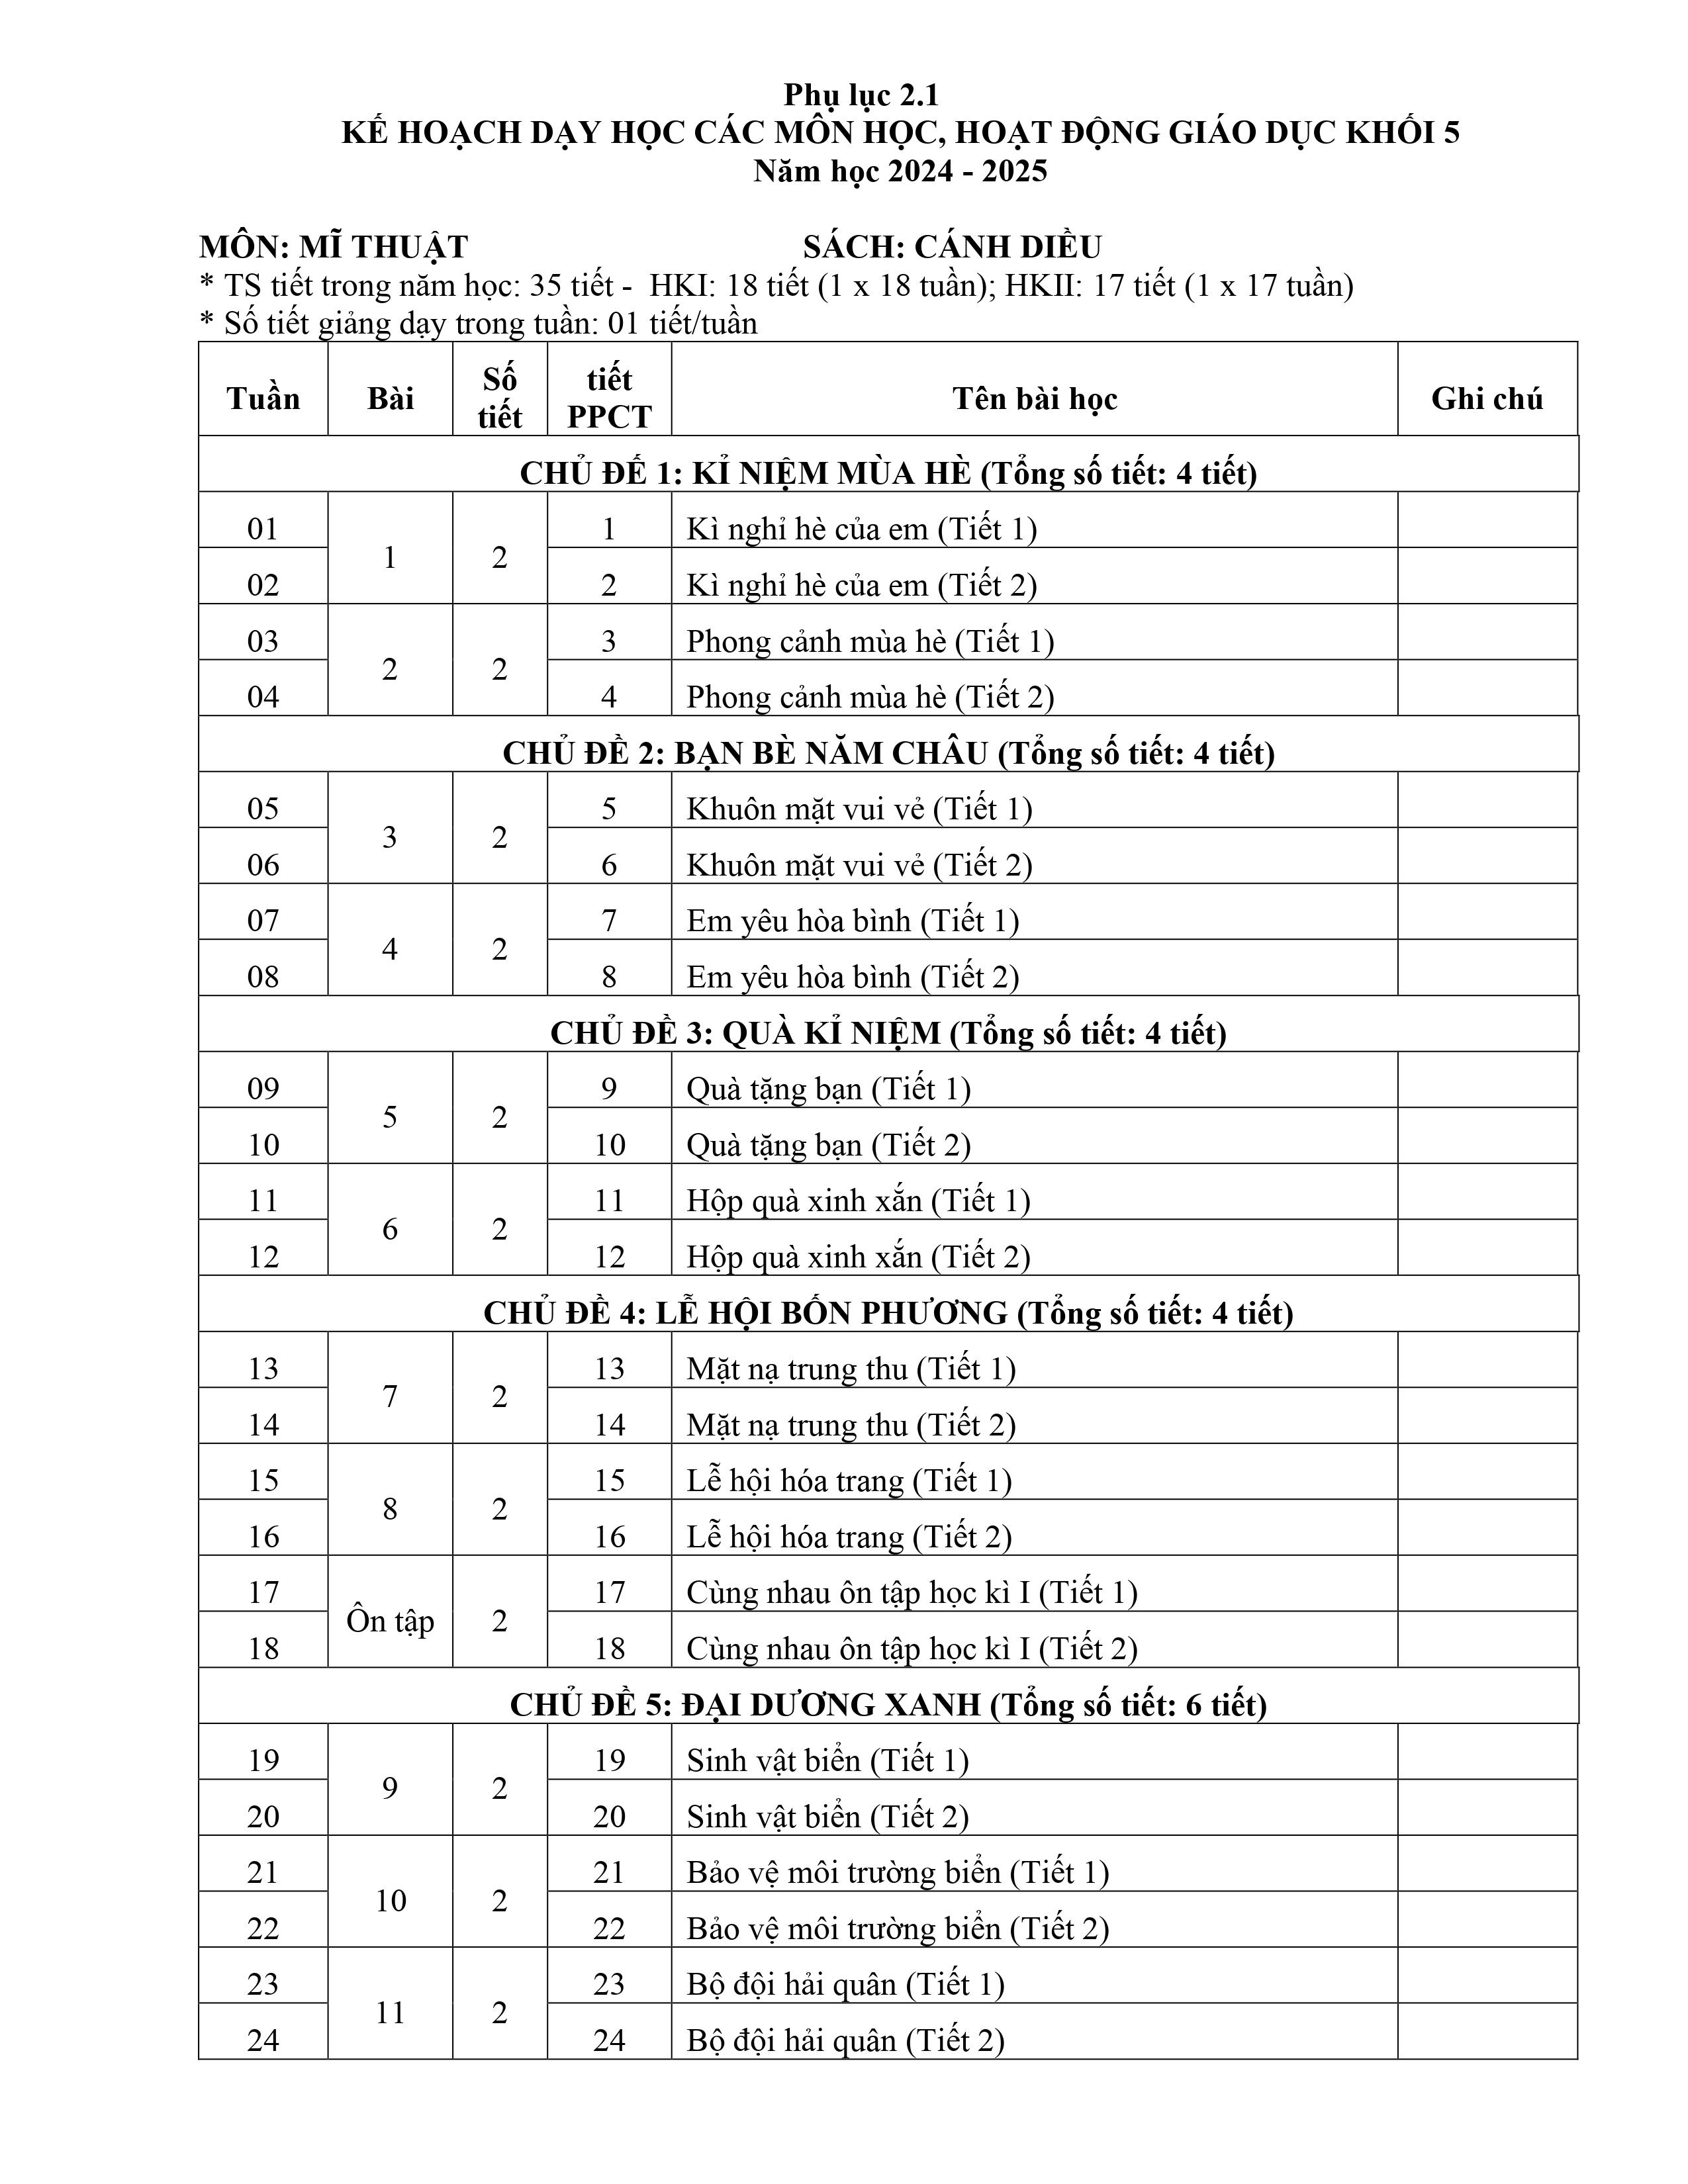 Phụ lục 2.1
KẾ HOẠCH DẠY HỌC CÁC MÔN HỌC, HOẠT ĐỘNG GIÁO DỤC KHỐI 5
Năm học 2024 - 2025
MÔN: MĨ THUẬT SÁCH: CÁNH DIỀU
* TS tiết trong năm học: 35 tiết - HKI: 18 tiết (1 x 18 tuần); HKII: 17 tiết (1 x 17 tuần)
* Số tiết giảng dạy trong tuần: 01 tiết/tuần
Tuần Bài Số tiết tiết PPCT Tên bài học Ghi chú
CHỦ ĐẾ 1: KỈ NIỆM MÙA HÈ (Tổng số tiết: 4 tiết)
01 1 2 1 Kì nghỉ hè của em (Tiết 1)
02 2 Kì nghỉ hè của em (Tiết 2)
03 2 2 3 Phong cảnh mùa hè (Tiết 1)
04 4 Phong cảnh mùa hè (Tiết 2)
CHỦ ĐỀ 2: BẠN BÈ NĂM CHÂU (Tổng số tiết: 4 tiết)
05 3 2 5 Khuôn mặt vui vẻ (Tiết 1)
06 6 Khuôn mặt vui vẻ (Tiết 2)
07 4 2 7 Em yêu hòa bình (Tiết 1)
08 8 Em yêu hòa bình (Tiết 2)
CHỦ ĐỀ 3: QUÀ KỈ NIỆM (Tổng số tiết: 4 tiết)
09 5 2 9 Quà tặng bạn (Tiết 1)
10 10 Quà tặng bạn (Tiết 2)
11 6 2 11 Hộp quà xinh xắn (Tiết 1)
12 12 Hộp quà xinh xắn (Tiết 2)
CHỦ ĐỀ 4: LỄ HỘI BỐN PHƯƠNG (Tổng số tiết: 4 tiết)
13 7 2 13 Mặt nạ trung thu (Tiết 1)
14 14 Mặt nạ trung thu (Tiết 2)
15 8 2 15 Lễ hội hóa trang (Tiết 1)
16 16 Lễ hội hóa trang (Tiết 2)
17 Ôn tập 2 17 Cùng nhau ôn tập học kì I (Tiết 1)
18 18 Cùng nhau ôn tập học kì I (Tiết 2)
CHỦ ĐỀ 5: ĐẠI DƯƠNG XANH (Tổng số tiết: 6 tiết)
19 9 2 19 Sinh vật biển (Tiết 1)
20 20 Sinh vật biển (Tiết 2)
21 10 2 21 Bảo vệ môi trường biển (Tiết 1)
22 22 Bảo vệ môi trường biển (Tiết 2)
23 11 2 23 Bộ đội hải quân (Tiết 1)
24 24 Bộ đội hải quân (Tiết 2)